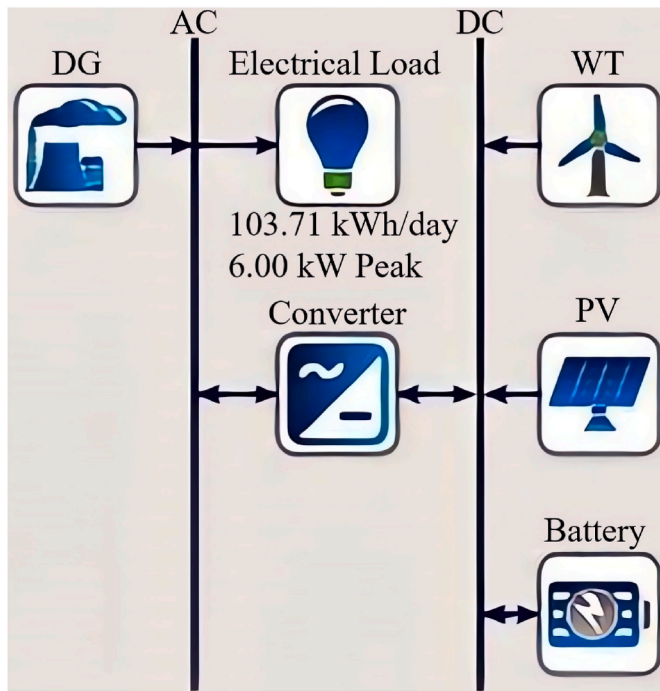 AC
DC
DG
Electrical Load
WT
103.71 kWh/day
6.00 kW Peak
Converter
PV
Battery